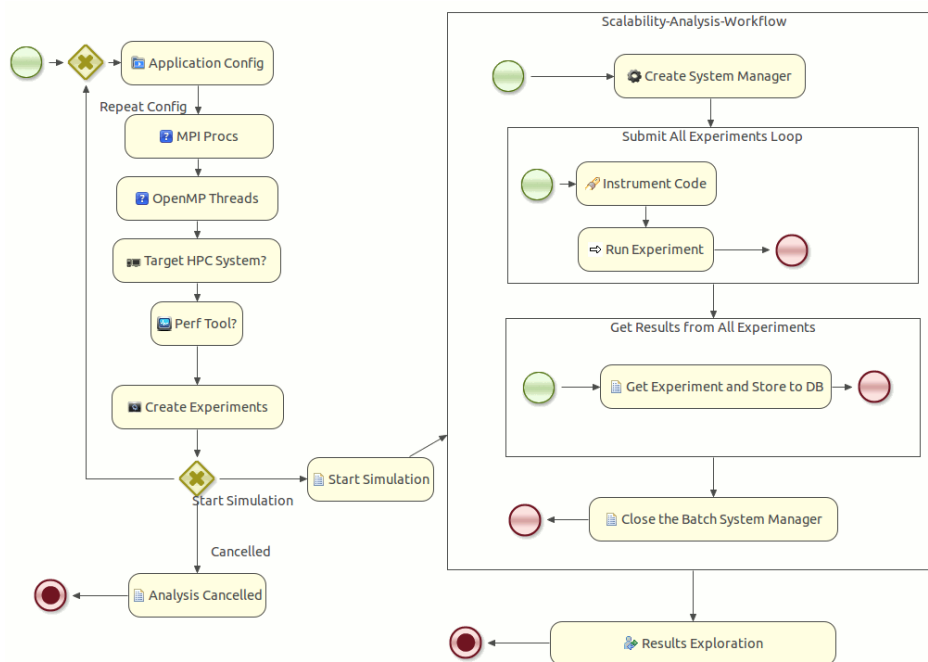 Scalability-Analysis-Workflow
Application Config
Create System Manager
Repeat Config
MPI Procs
Submit All Experiments Loop
OpenMP Threads
Instrument Code
Target HPC System?
Run Experiment
Perf Tool?
Get Results from All Experiments
Create Experiments
Get Experiment and Store to DB
Start Simulation
Start Simulation
Close the Batch System Manager
Cancelled
Analysis Cancelled
Results Exploration